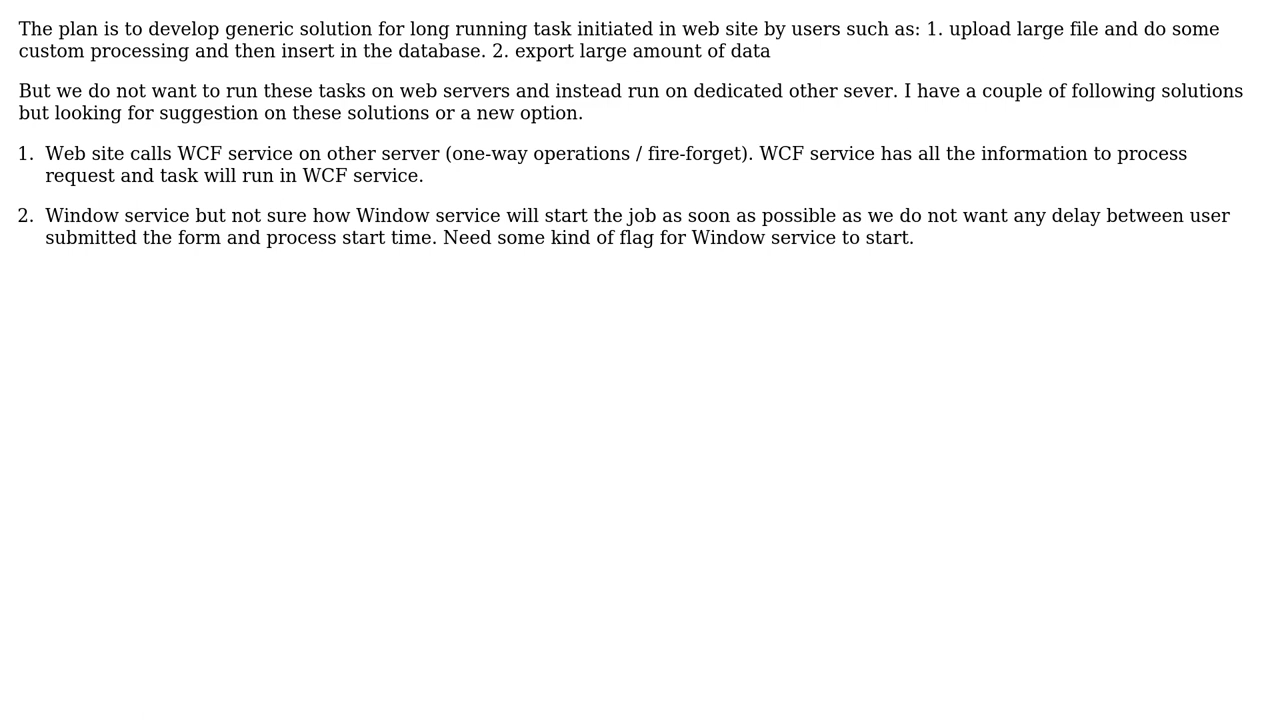 The plan is to develop generic solution for long running task initiated in web site by users such as: 1. upload large file and do some
custom processing and then insert in the database. 2. export large amount of data
But we do not want to run these tasks on web servers and instead run on dedicated other sever. I have a couple of following solutions
but looking for suggestion on these solutions or a new option.
1. Web site calls WCF service on other server (one-way operations / fire-forget). WCF service has all the information to process
request and task will run in WCF service.
2. Window service but not sure how Window service will start the job as soon as possible as we do not want any delay between user
submitted the form and process start time. Need some kind of flag for Window service to start.